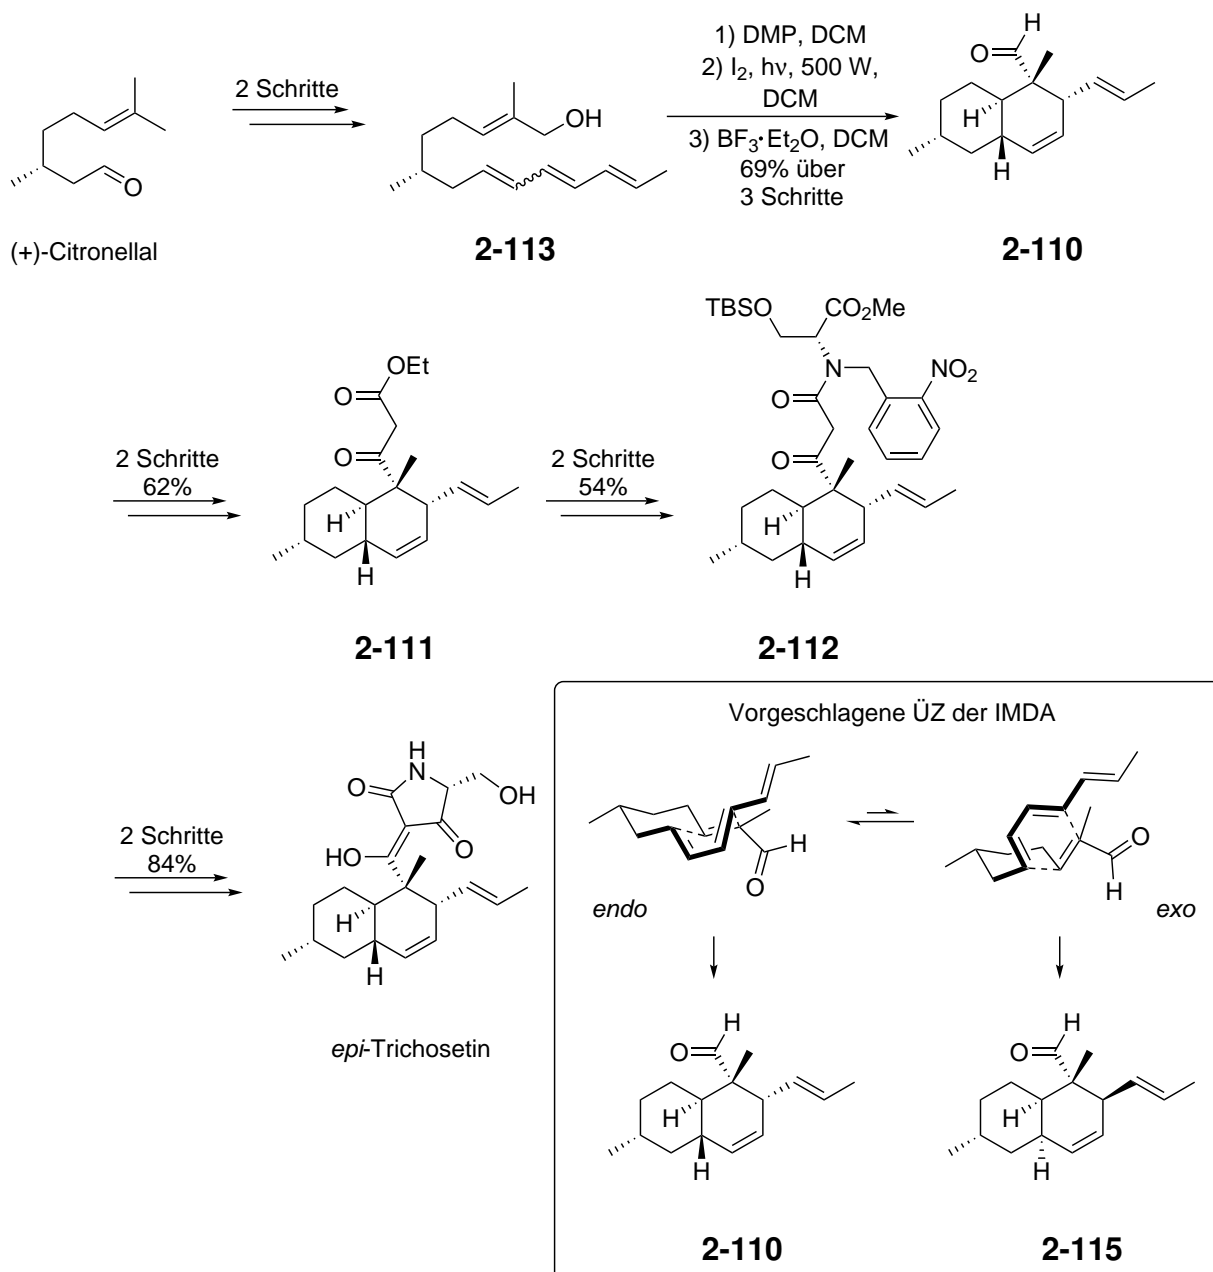 2 Schritte
O
(+)-Citronellal
OH
2-113
1) DMP, DCM
2) I2, hν, 500 W,
DCM
3) BF3·Et2O, DCM
69% über
3 Schritte
H
O
H
H
2-110
2 Schritte
62%
OEt
O
O
H
H
2-111
2 Schritte
54%
TBSO
CO2Me
N
NO2
O
O
H
H
2-112
2 Schritte
84%
H
N
O
OH
O
HO
H
H
epi-Trichosetin
Vorgeschlagene ÜZ der IMDA
H
O
endo
O
H
exo
H
O
H
H
2-110
H
O
H
H
2-115